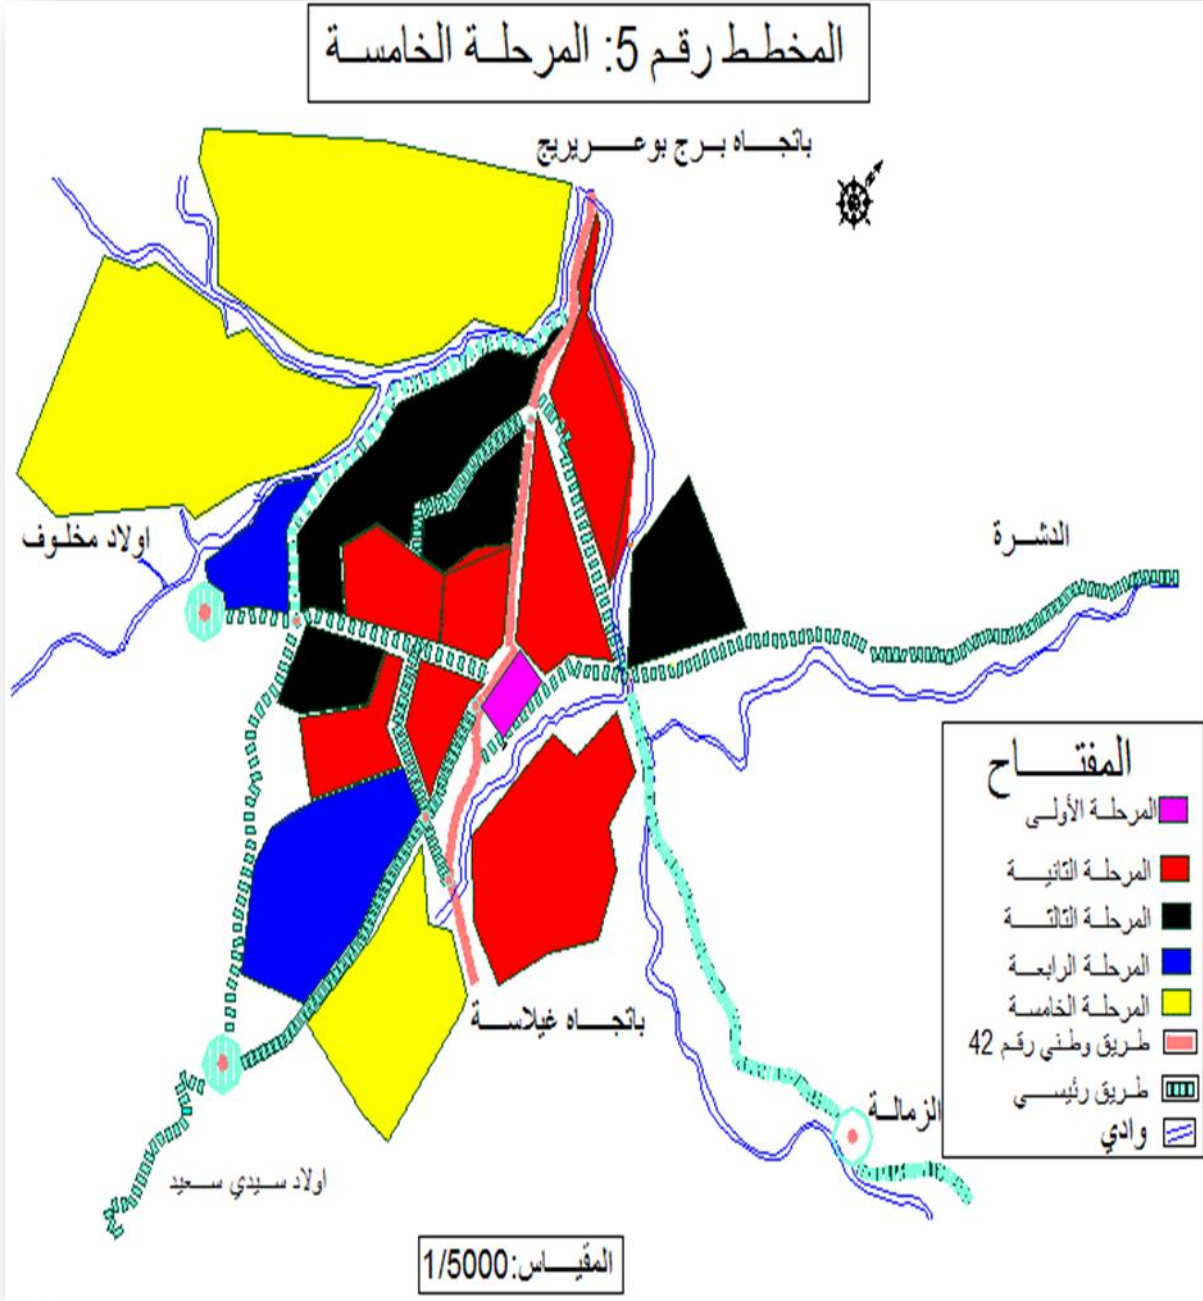 المخطط رقم 5: المرحلة الخامسة
باتجاه برج بوعريريج
الدشرة
اولاد مخلوف
المفتاح
المرحلة الأولى
المرحلة الثانية
المرحلة الثالثة
المرحلة الرابعة
المرحلة الخامسة
طريق وطني رقم 42
طريق رئيسي
وادي
باتجاه غيلاسة
الزمالة
اولاد سيدي سعيد
المقياس:1/5000